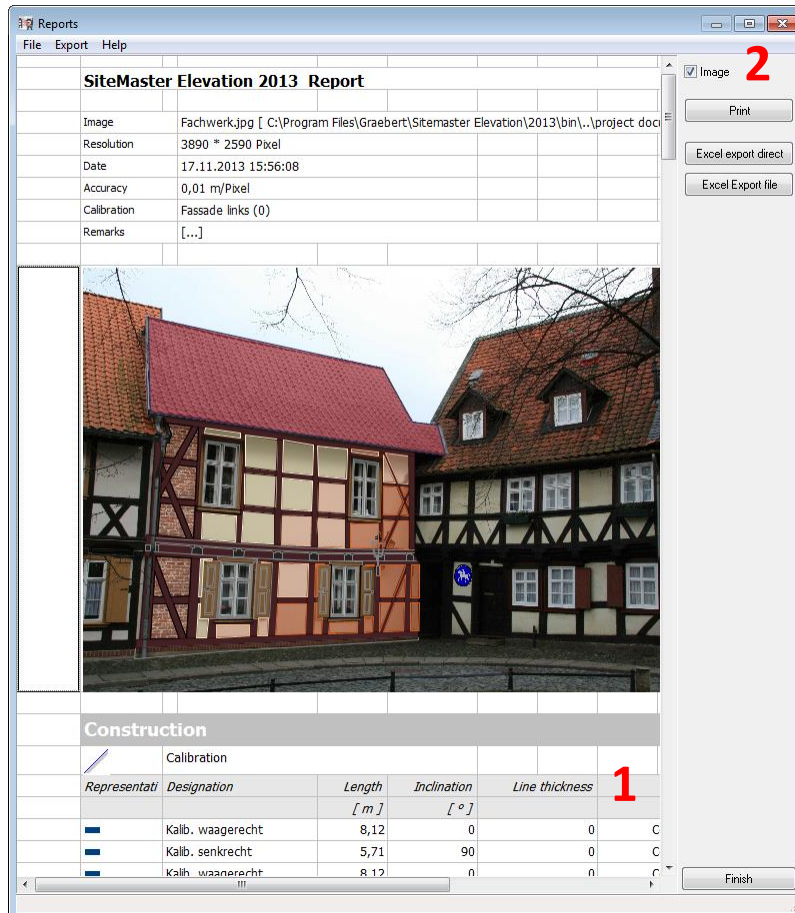 Reports
File Export Help
SiteMaster Elevation 2013 Report
Image Fachwerk.jpg [ C:\Program Files\Graebert\Sitemaster Elevation\2013\bin\..\project docu
Resolution 3890 * 2590 Pixel
Date 17.11.2013 15:56:08
Accuracy 0,01 m/Pixel
Calibration Fassade links (0)
Remarks [...]
Construction
Calibration
Representati Designation Length Inclination Line thickness
[ m ] [ º ]
Kalib. waagerecht 8,12 0 0 C
Kalib. senkrecht 5,71 90 0 C
Kalib. waagerecht 8,12 0 0 C
1
Image 2
Print
Excel export direct
Excel Export file
Finish